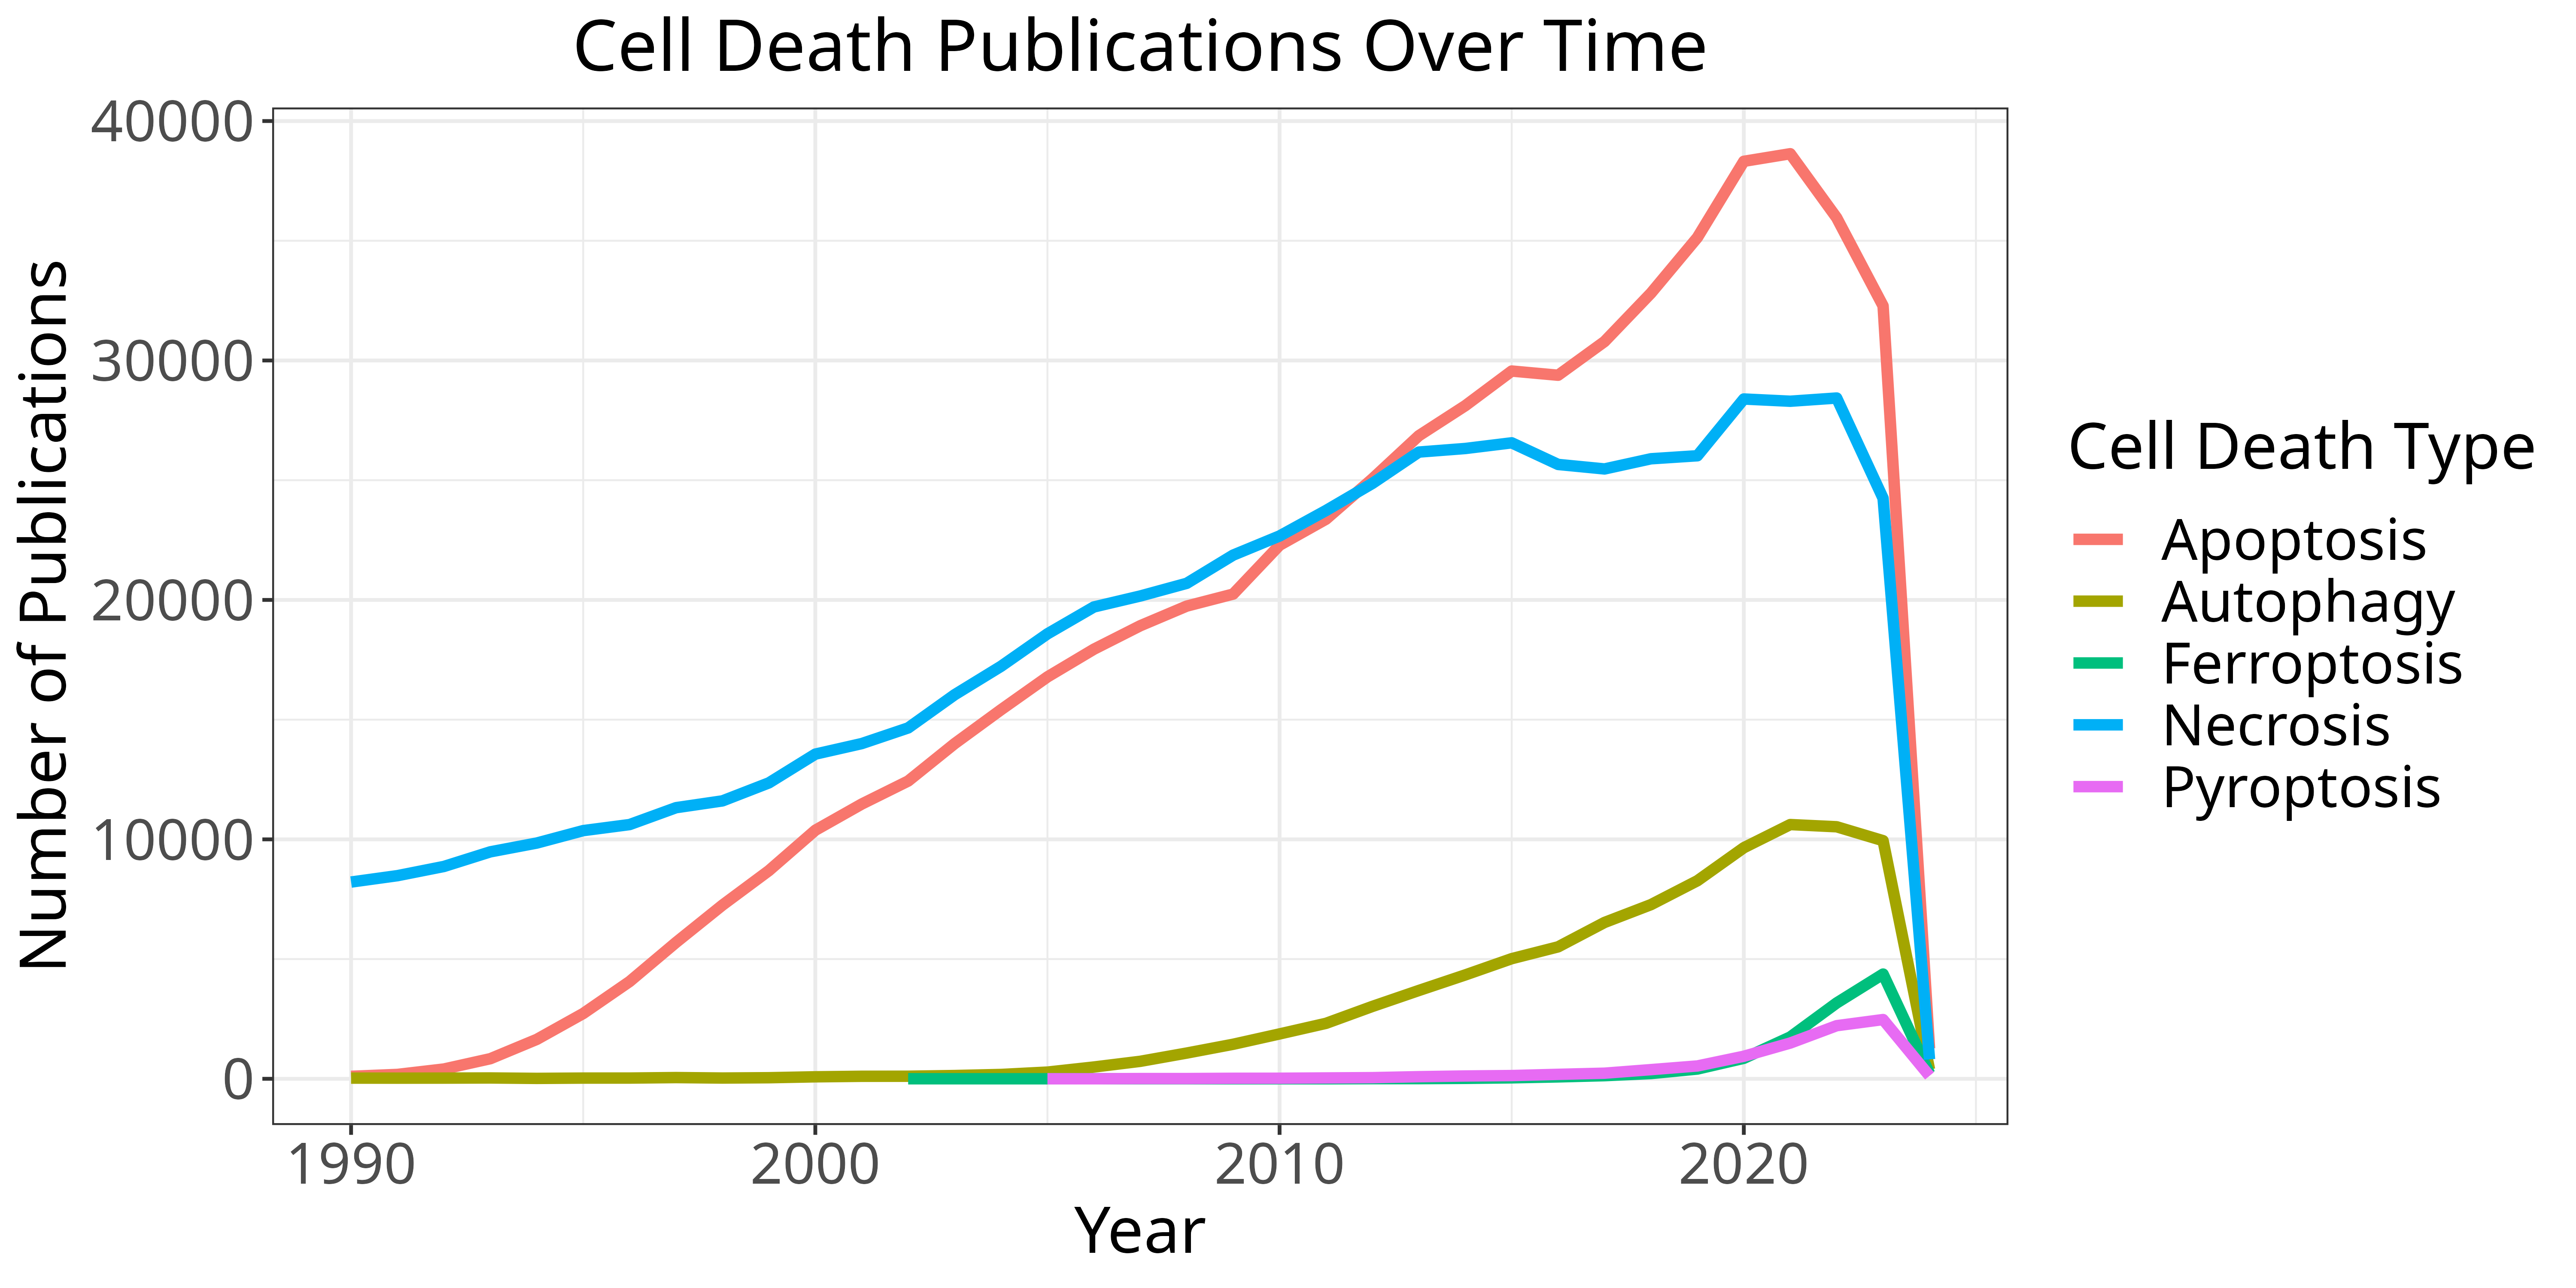 Cell Death Publications Over Time
Number of Publications
40000
30000
20000
10000
0
1990 2000 2010 2020
Year
Cell Death Type
Apoptosis
Autophagy
Ferroptosis
Necrosis
Pyroptosis